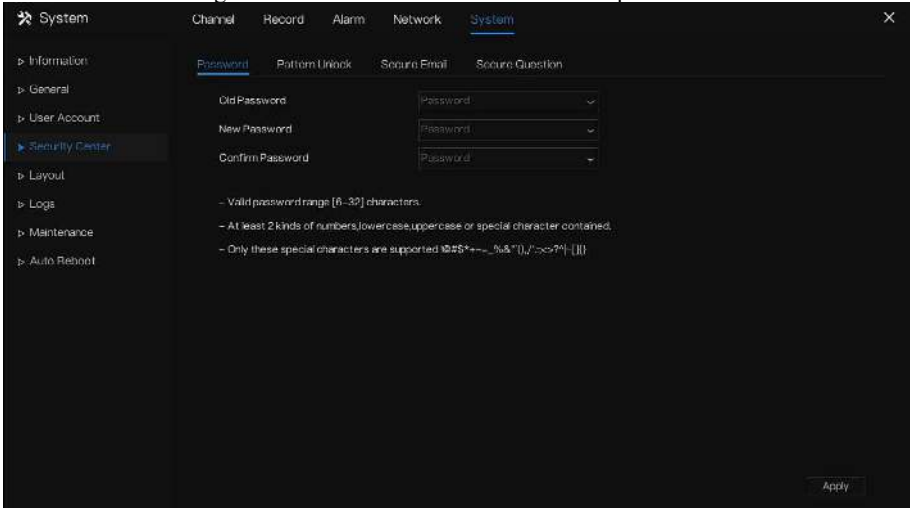 System
Channel Record Alarm Network System
Information
General
User Account
Security Center
Layout
Logs
Maintenance
Auto Reboot
Password Pattern Unlock Secure Email Secure Question
Old Password Password
New Password Password
Confirm Password Password
– Valid password range [6–32] characters.
– At least 2 kinds of numbers,lowercase,uppercase or special character contained.
– Only these special characters are supported
Apply